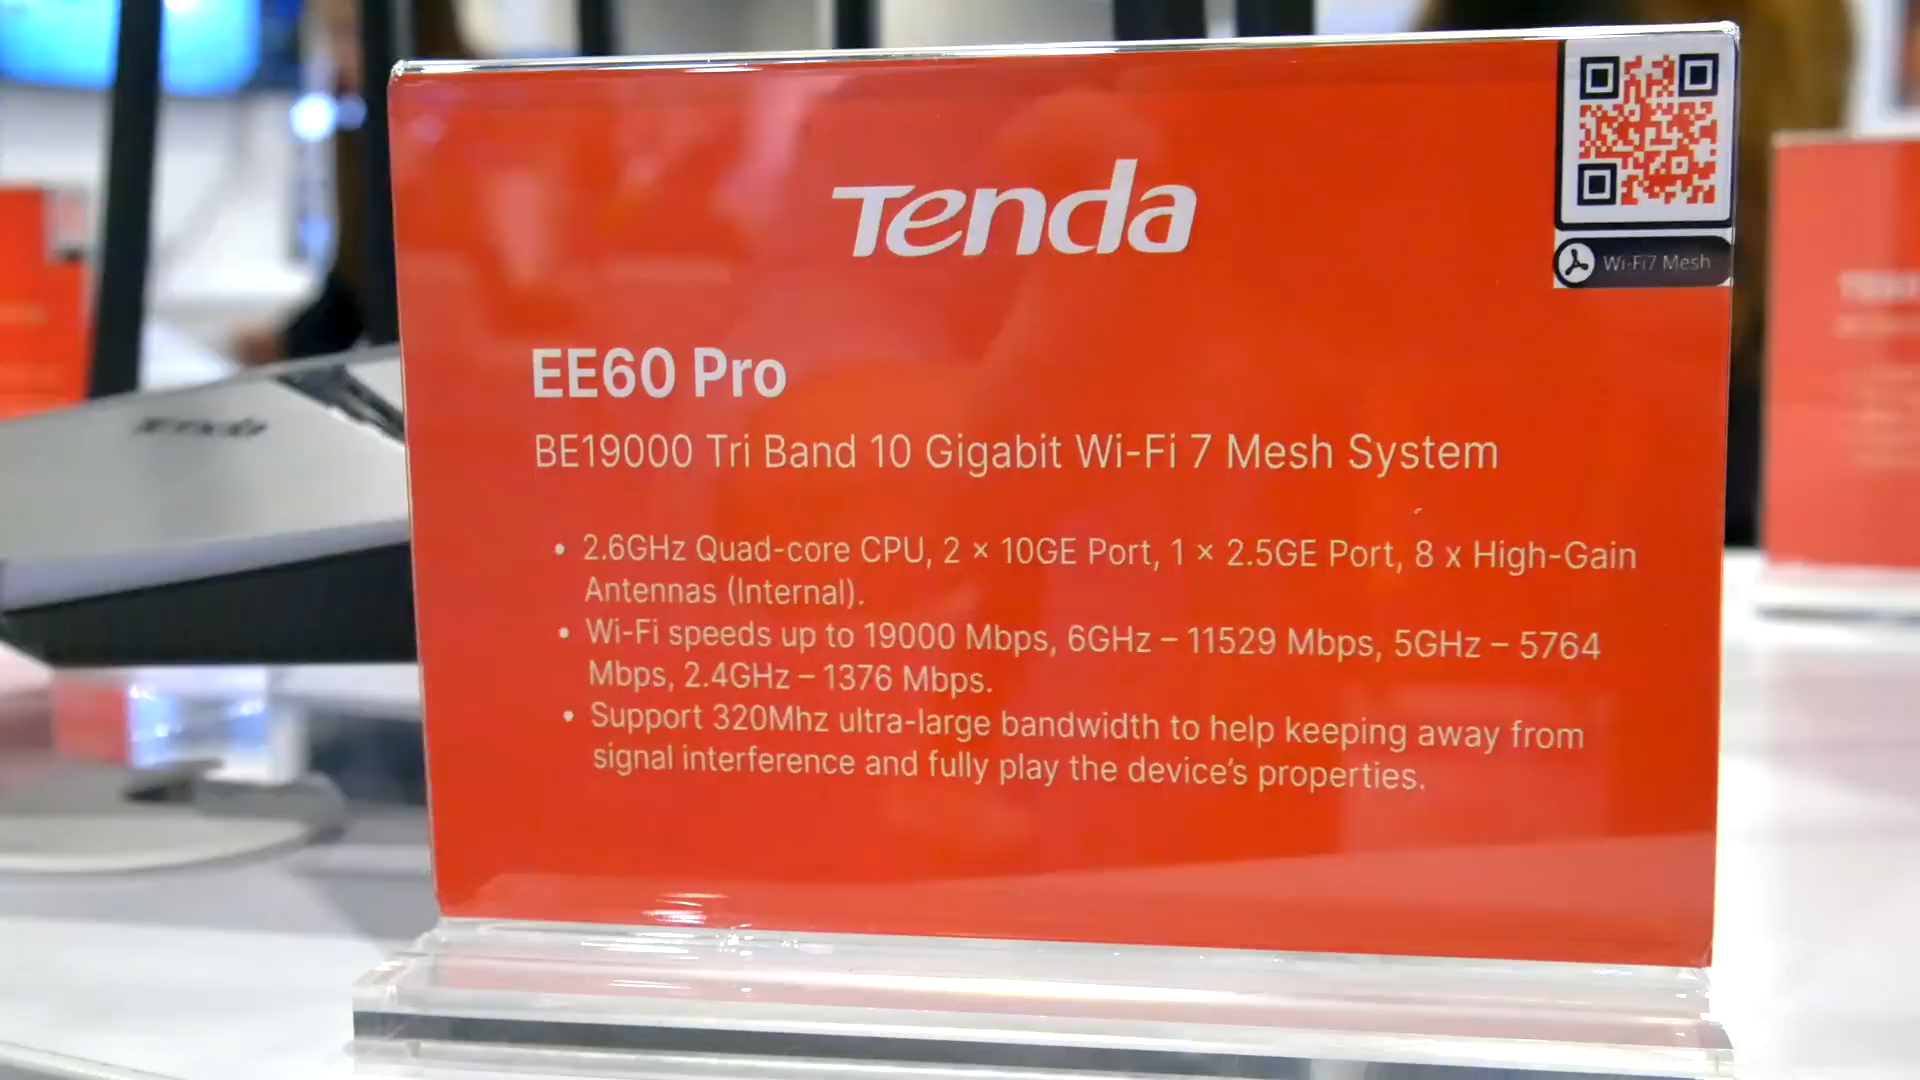 Tenda
Wi-Fi7 Mesh
EE60 Pro
BE19000 Tri Band 10 Gigabit Wi-Fi 7 Mesh System
• 2.6GHz Quad-core CPU, 2 × 10GE Port, 1 × 2.5GE Port, 8 x High-Gain
Antennas (Internal).
• Wi-Fi speeds up to 19000 Mbps, 6GHz – 11529 Mbps, 5GHz – 5764
Mbps, 2.4GHz – 1376 Mbps.
• Support 320Mhz ultra-large bandwidth to help keeping away from
signal interference and fully play the device's properties.
Tenda